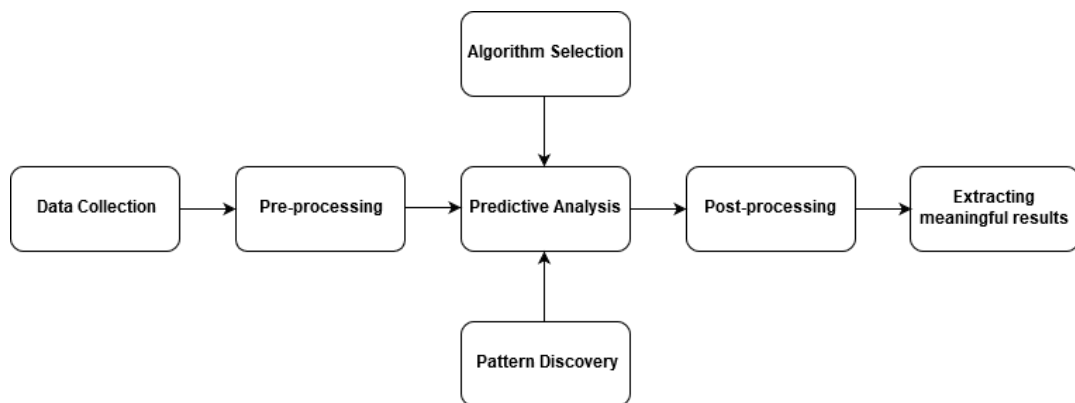 Algorithm Selection
Data Collection
Pre-processing
Predictive Analysis
Post-processing
Extracting
meaningful results
Pattern Discovery